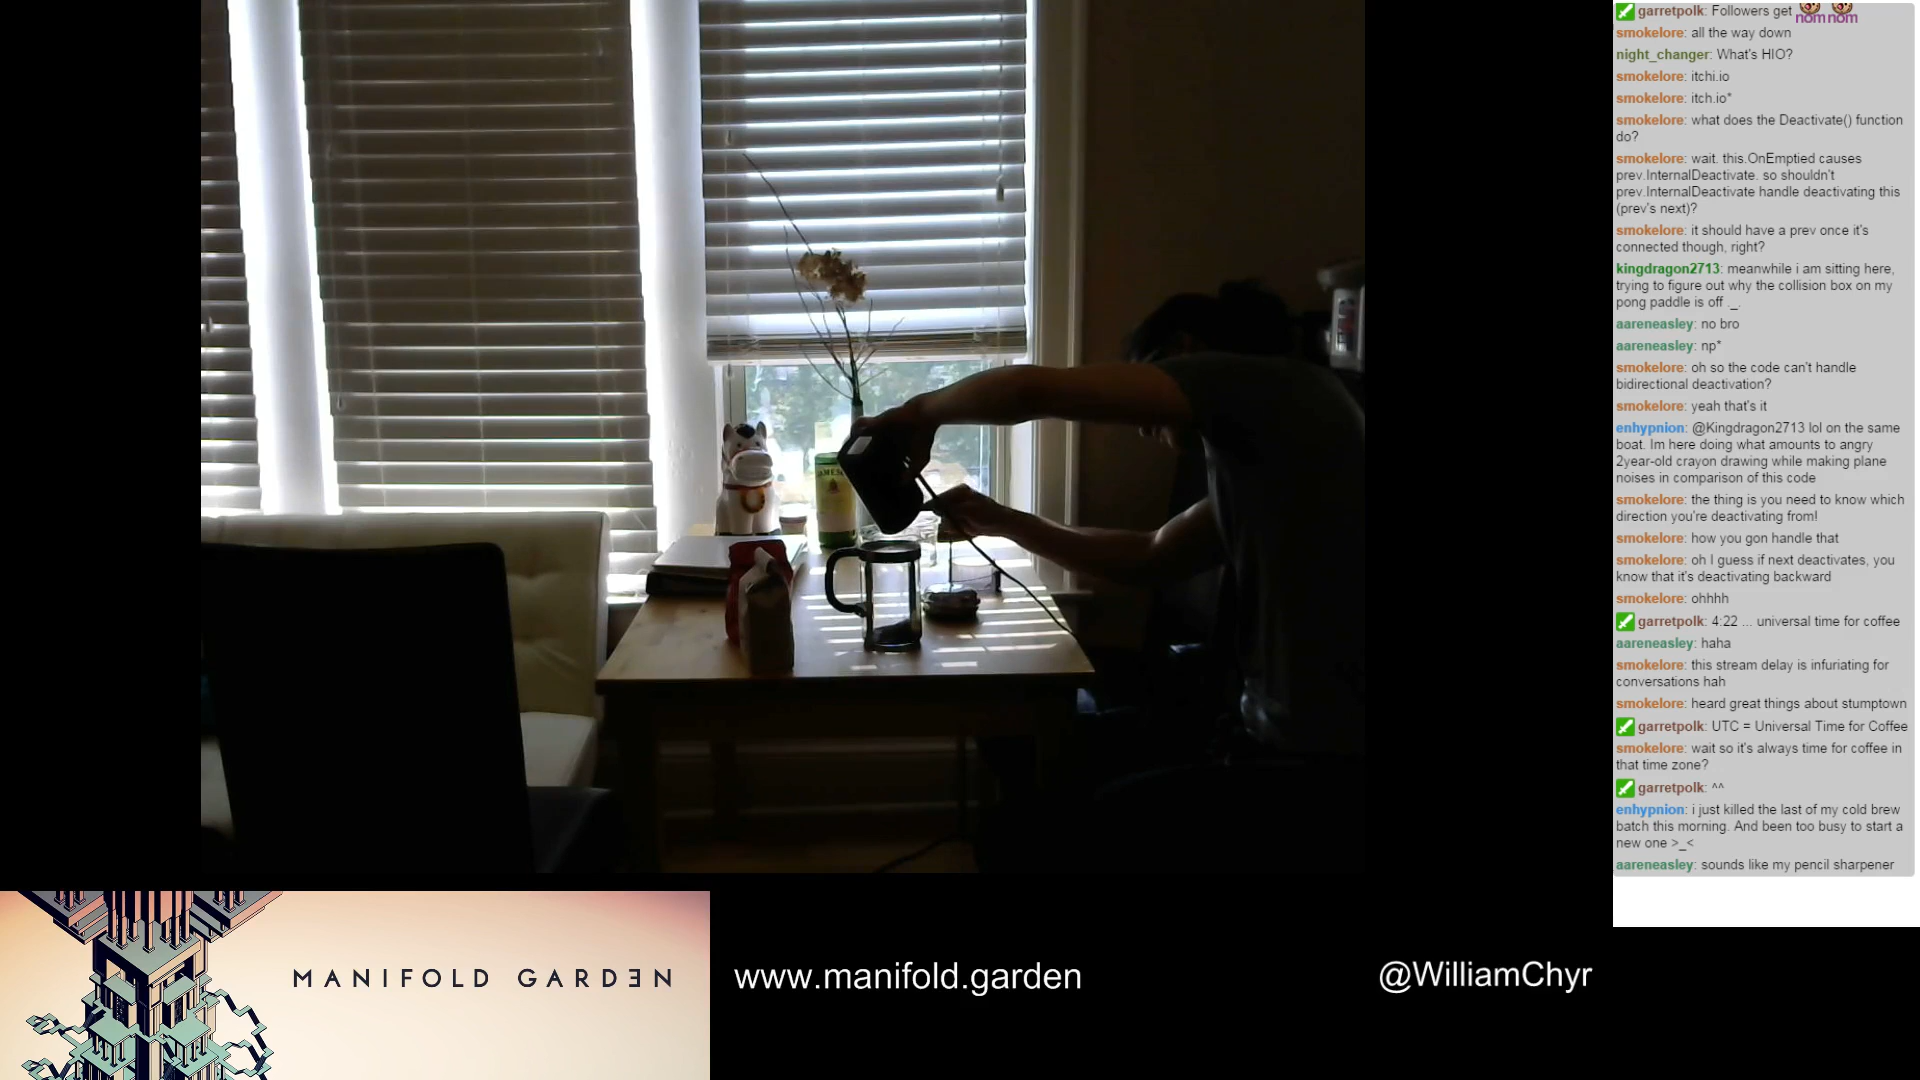 garretpolk: Followers get nom nom
smokelore: all the way down
night_changer: What's HIO?
smokelore: itchi.io
smokelore: itch.io*
smokelore: what does the Deactivate() function
do?
smokelore: wait. this.OnEmptied causes
prev.InternalDeactivate. so shouldn't
prev.InternalDeactivate handle deactivating this
(prev's next)?
smokelore: it should have a prev once it's
connected though, right?
kingdragon2713: meanwhile i am sitting here,
trying to figure out why the collision box on my
pong paddle is off ._.
aareneasley: no bro
aareneasley: np*
smokelore: oh so the code can't handle
bidirectional deactivation?
smokelore: yeah that's it
enhypnion: @Kingdragon2713 lol on the same
boat. Im here doing what amounts to angry
2year-old crayon drawing while making plane
noises in comparison of this code
smokelore: the thing is you need to know which
direction you're deactivating from!
smokelore: how you gon handle that
smokelore: oh I guess if next deactivates, you
know that it's deactivating backward
smokelore: ohhhh
garretpolk: 4:22 ... universal time for coffee
aareneasley: haha
smokelore: this stream delay is infuriating for
conversations hah
smokelore: heard great things about stumptown
garretpolk: UTC = Universal Time for Coffee
smokelore: wait so it's always time for coffee in
that time zone?
garretpolk: ^^
enhypnion: i just killed the last of my cold brew
batch this morning. And been too busy to start a
new one >_<
aareneasley: sounds like my pencil sharpener
MANIFOLD GARDƎN
www.manifold.garden
@WilliamChyr